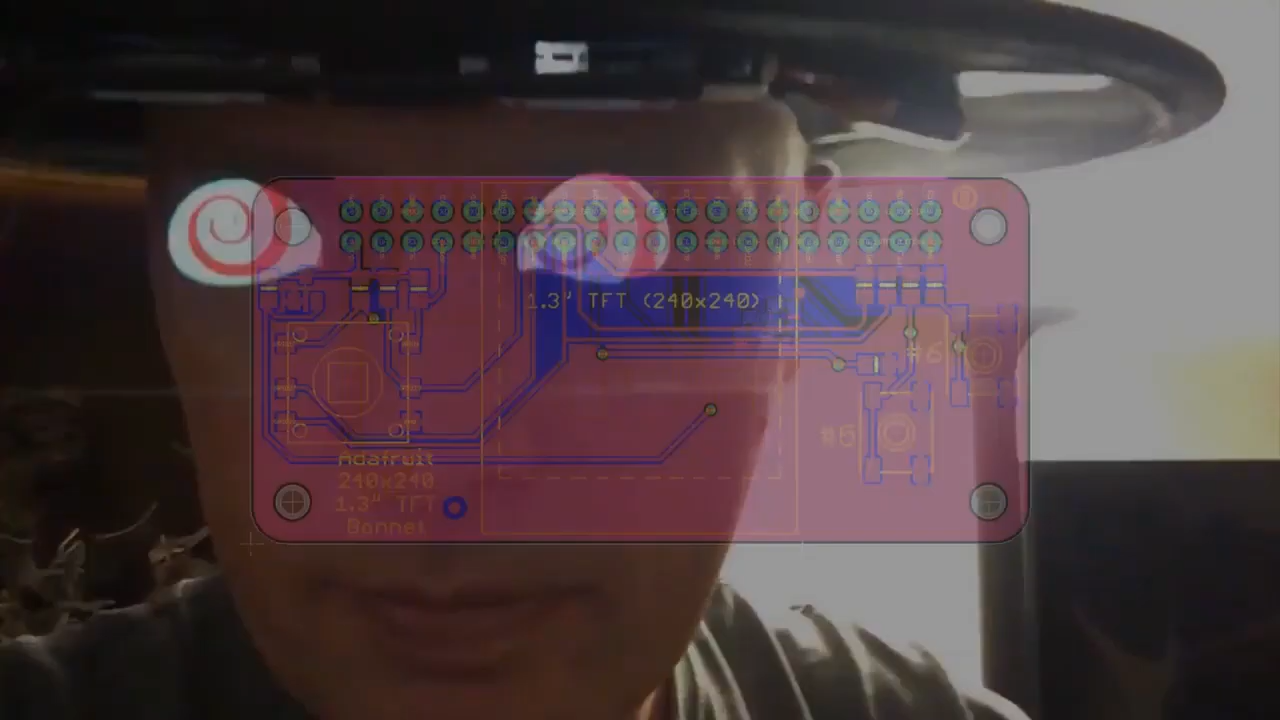 1.3" TFT (240x240)
#6
#5
Adafruit
240x240
1.3" TFT
Bonnet